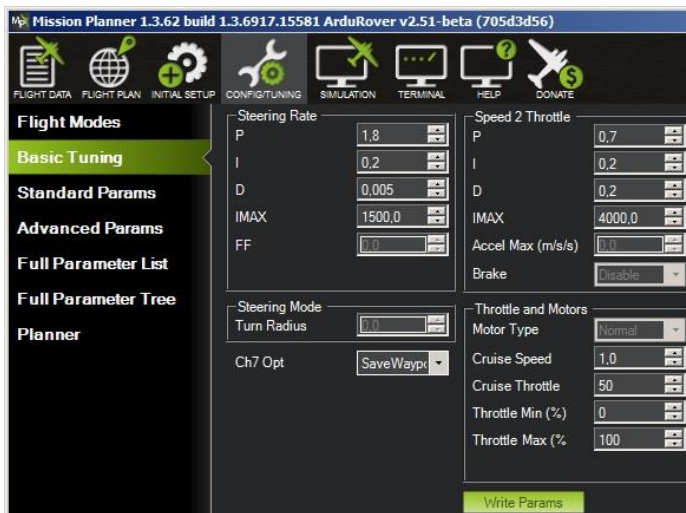 Mp Mission Planner 1.3.62 build 1.3.6917.15581 ArduRover v2.51-beta (705d3d56)
FLIGHT DATA FLIGHT PLAN INITIAL SETUP CONFIG/TUNING SIMULATION TERMINAL HELP DONATE
Flight Modes
Basic Tuning
Standard Params
Advanced Params
Full Parameter List
Full Parameter Tree
Planner
Steering Rate
P 1,8
I 0,2
D 0,005
IMAX 1500,0
FF 0,0
Steering Mode
Turn Radius 0,0
Ch7 Opt SaveWaypo
Speed 2 Throttle
P 0,7
I 0,2
D 0,2
IMAX 4000,0
Accel Max (m/s/s) 0,0
Brake Disable
Throttle and Motors
Motor Type Normal
Cruise Speed 1,0
Cruise Throttle 50
Throttle Min (%) 0
Throttle Max (% 100
Write Params